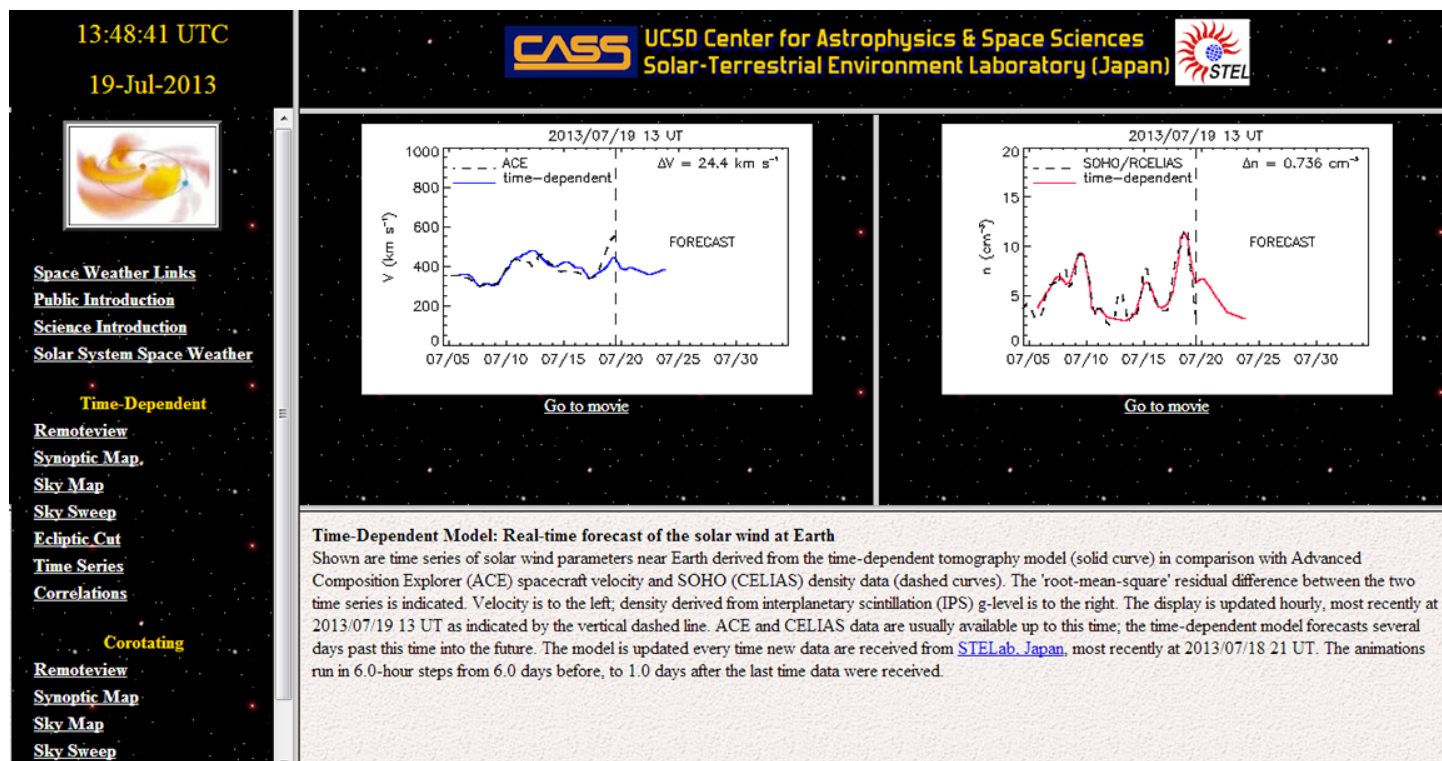 13:48:41 UTC
19-Jul-2013
Space Weather Links
Public Introduction
Science Introduction
Solar System Space Weather
Time-Dependent
Remoteview
Synoptic Map
Sky Map
Sky Sweep
Ecliptic Cut
Time Series
Correlations
Corotating
Remoteview
Synoptic Map
Sky Map
Sky Sweep
CASS
UCSD Center for Astrophysics & Space Sciences
Solar-Terrestrial Environment Laboratory (Japan)
STEL
2013/07/19 13 UT
ACE
time-dependent
ΔV = 24.4 km s⁻¹
FORECAST
V (km s⁻¹)
1000
800
600
400
200
0
07/05 07/10 07/15 07/20 07/25 07/30
Go to movie
2013/07/19 13 UT
SOHO/RCELIAS
time-dependent
Δn = 0.736 cm⁻³
FORECAST
n (cm⁻³)
20
15
10
5
0
07/05 07/10 07/15 07/20 07/25 07/30
Go to movie
Time-Dependent Model: Real-time forecast of the solar wind at Earth
Shown are time series of solar wind parameters near Earth derived from the time-dependent tomography model (solid curve) in comparison with Advanced
Composition Explorer (ACE) spacecraft velocity and SOHO (CELIAS) density data (dashed curves). The 'root-mean-square' residual difference between the two
time series is indicated. Velocity is to the left; density derived from interplanetary scintillation (IPS) g-level is to the right. The display is updated hourly, most recently at
2013/07/19 13 UT as indicated by the vertical dashed line. ACE and CELIAS data are usually available up to this time; the time-dependent model forecasts several
days past this time into the future. The model is updated every time new data are received from STELab, Japan, most recently at 2013/07/18 21 UT. The animations
run in 6.0-hour steps from 6.0 days before, to 1.0 days after the last time data were received.